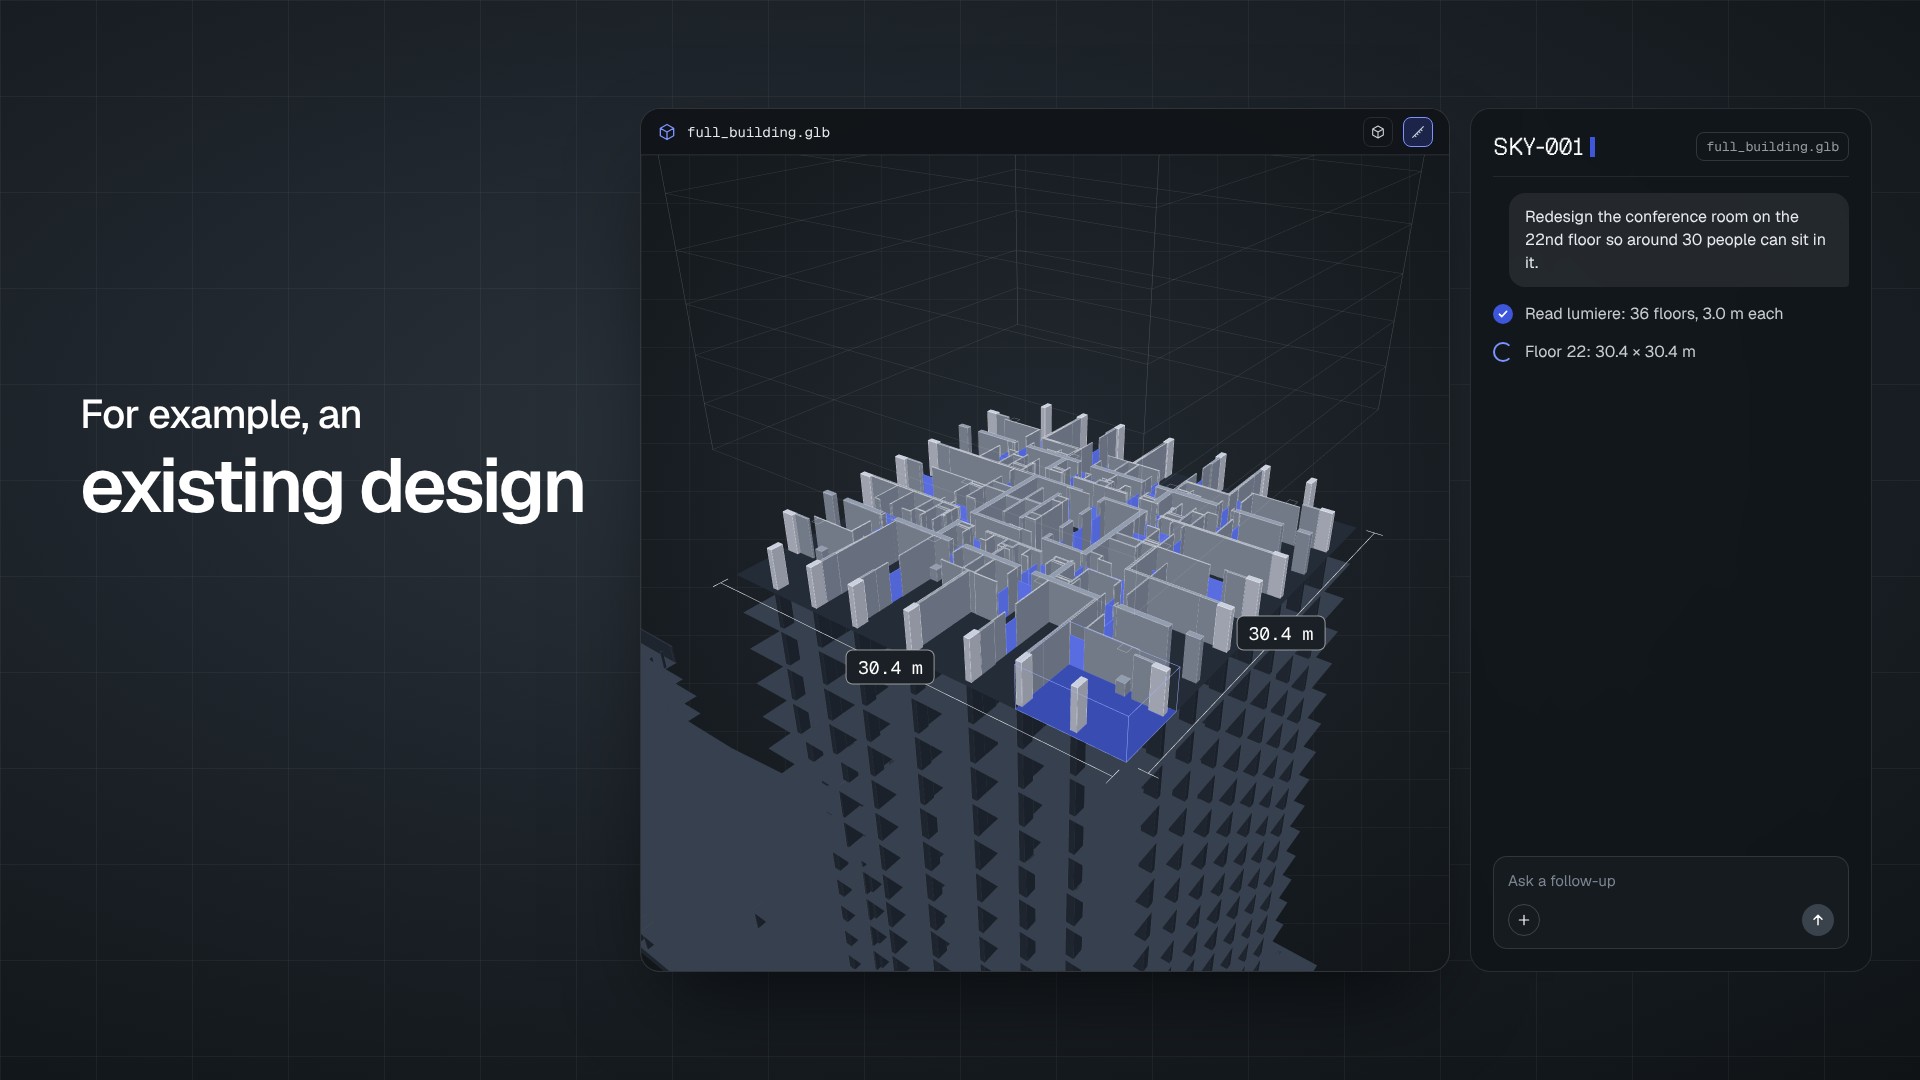 For example, an
existing design
full_building.glb
30.4 m
30.4 m
SKY-001
full_building.glb
Redesign the conference room on the
22nd floor so around 30 people can sit in
it.
Read lumiere: 36 floors, 3.0 m each
Floor 22: 30.4 × 30.4 m
Ask a follow-up